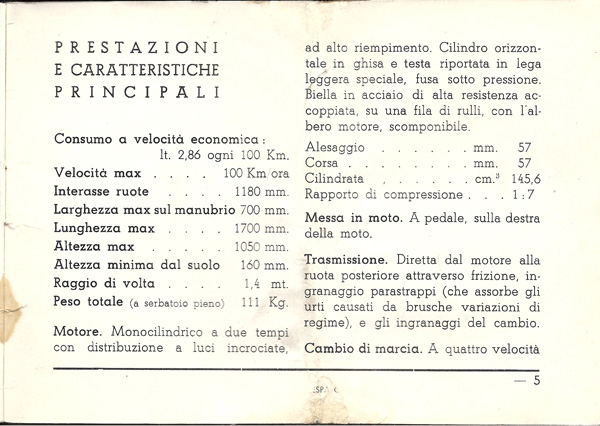 PRESTAZIONI
E CARATTERISTICHE
PRINCIPALI
Consumo a velocità economica:
lt. 2,86 ogni 100 Km.
Velocità max . . . . 100 Km/ora
Interasse ruote . . . . 1180 mm.
Larghezza max sul manubrio 700 mm.
Lunghezza max . . . . 1700 mm.
Altezza max . . . . . 1050 mm.
Altezza minima dal suolo 160 mm.
Raggio di volta . . . . 1,4 mt.
Peso totale (a serbatoio pieno) 111 Kg.
Motore. Monocilindrico a due tempi
con distribuzione a luci incrociate,
ad alto riempimento. Cilindro orizzon-
tale in ghisa e testa riportata in lega
leggera speciale, fusa sotto pressione.
Biella in acciaio di alta resistenza ac-
coppiata, su una fila di rulli, con l'al-
bero motore, scomponibile.
Alesaggio . . . . . . mm. 57
Corsa . . . . . . . . mm. 57
Cilindrata . . . . . . cm.³ 145,6
Rapporto di compressione . . . 1:7
Messa in moto. A pedale, sulla destra
della moto.
Trasmissione. Diretta dal motore alla
ruota posteriore attraverso frizione, in-
granaggio parastrappi (che assorbe gli
urti causati da brusche variazioni di
regime), e gli ingranaggi del cambio.
Cambio di marcia. A quattro velocità
— 5